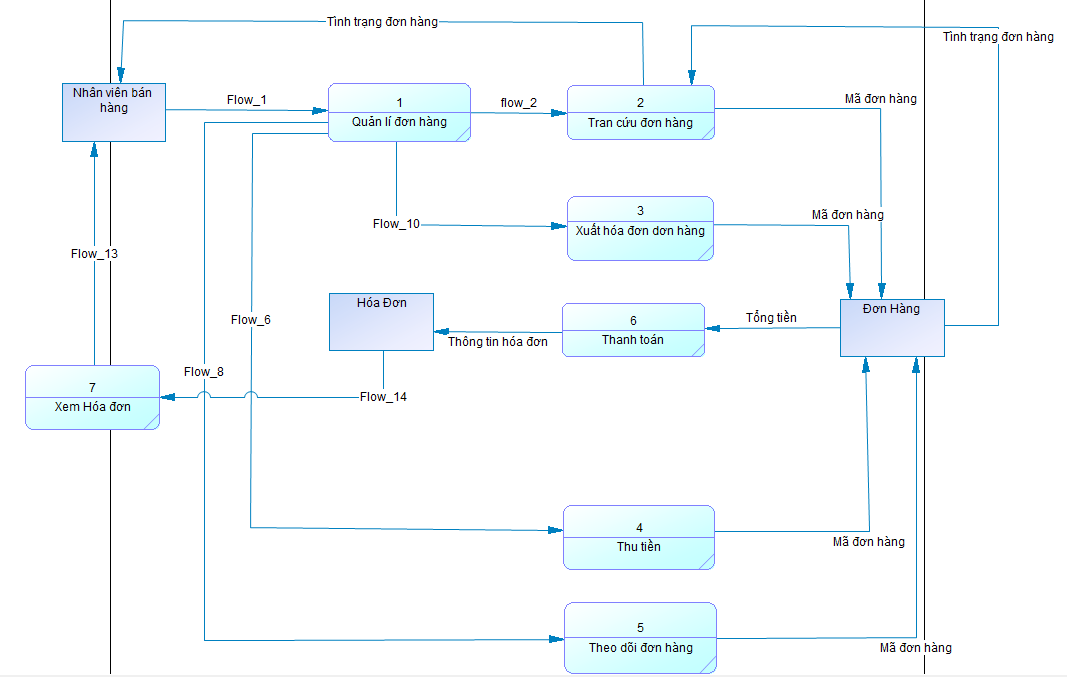 Tình trạng đơn hàng
Tình trạng đơn hàng
Nhân viên bán
hàng
Flow_1
1
Quản lí đơn hàng
flow_2
2
Tran cứu đơn hàng
Mã đơn hàng
Flow_10
3
Xuất hóa đơn dơn hàng
Mã đơn hàng
Flow_13
Hóa Đơn
Đơn Hàng
Flow_6
6
Thanh toán
Tổng tiền
Thông tin hóa đơn
Flow_8
7
Xem Hóa đơn
Flow_14
4
Thu tiền
Mã đơn hàng
5
Theo dõi đơn hàng
Mã đơn hàng